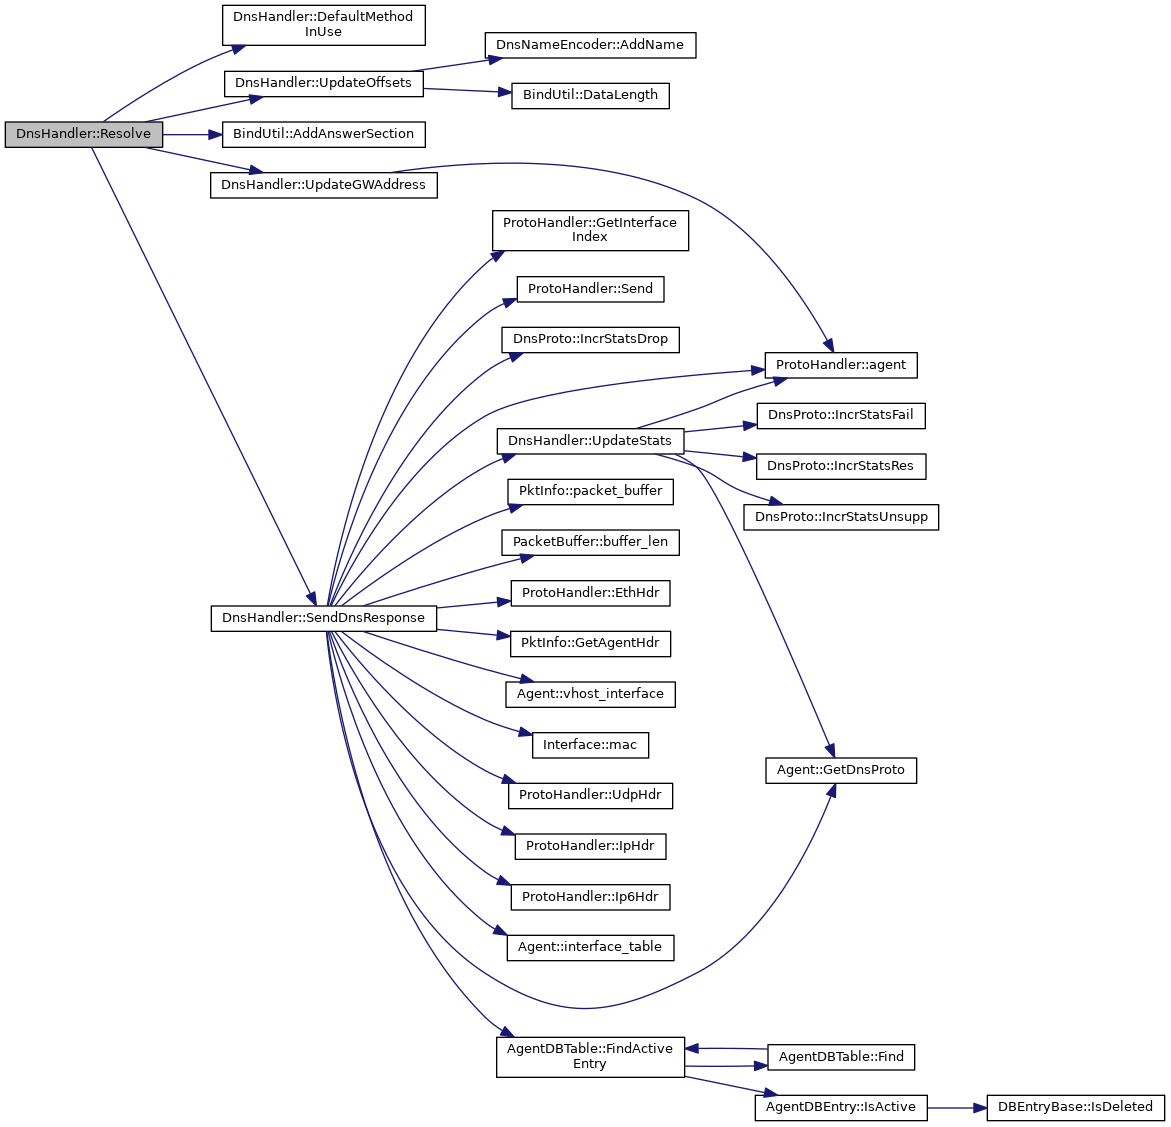 DnsHandler::DefaultMethod
InUse
DnsNameEncoder::AddName
DnsHandler::UpdateOffsets
BindUtil::DataLength
DnsHandler::Resolve
BindUtil::AddAnswerSection
DnsHandler::UpdateGWAddress
ProtoHandler::GetInterface
Index
ProtoHandler::Send
DnsProto::IncrStatsDrop
ProtoHandler::agent
DnsProto::IncrStatsFail
DnsHandler::UpdateStats
DnsProto::IncrStatsRes
PktInfo::packet_buffer
DnsProto::IncrStatsUnsupp
PacketBuffer::buffer_len
ProtoHandler::EthHdr
DnsHandler::SendDnsResponse
PktInfo::GetAgentHdr
Agent::vhost_interface
Interface::mac
Agent::GetDnsProto
ProtoHandler::UdpHdr
ProtoHandler::IpHdr
ProtoHandler::Ip6Hdr
Agent::interface_table
AgentDBTable::FindActive
Entry
AgentDBTable::Find
AgentDBEntry::IsActive
DBEntryBase::IsDeleted